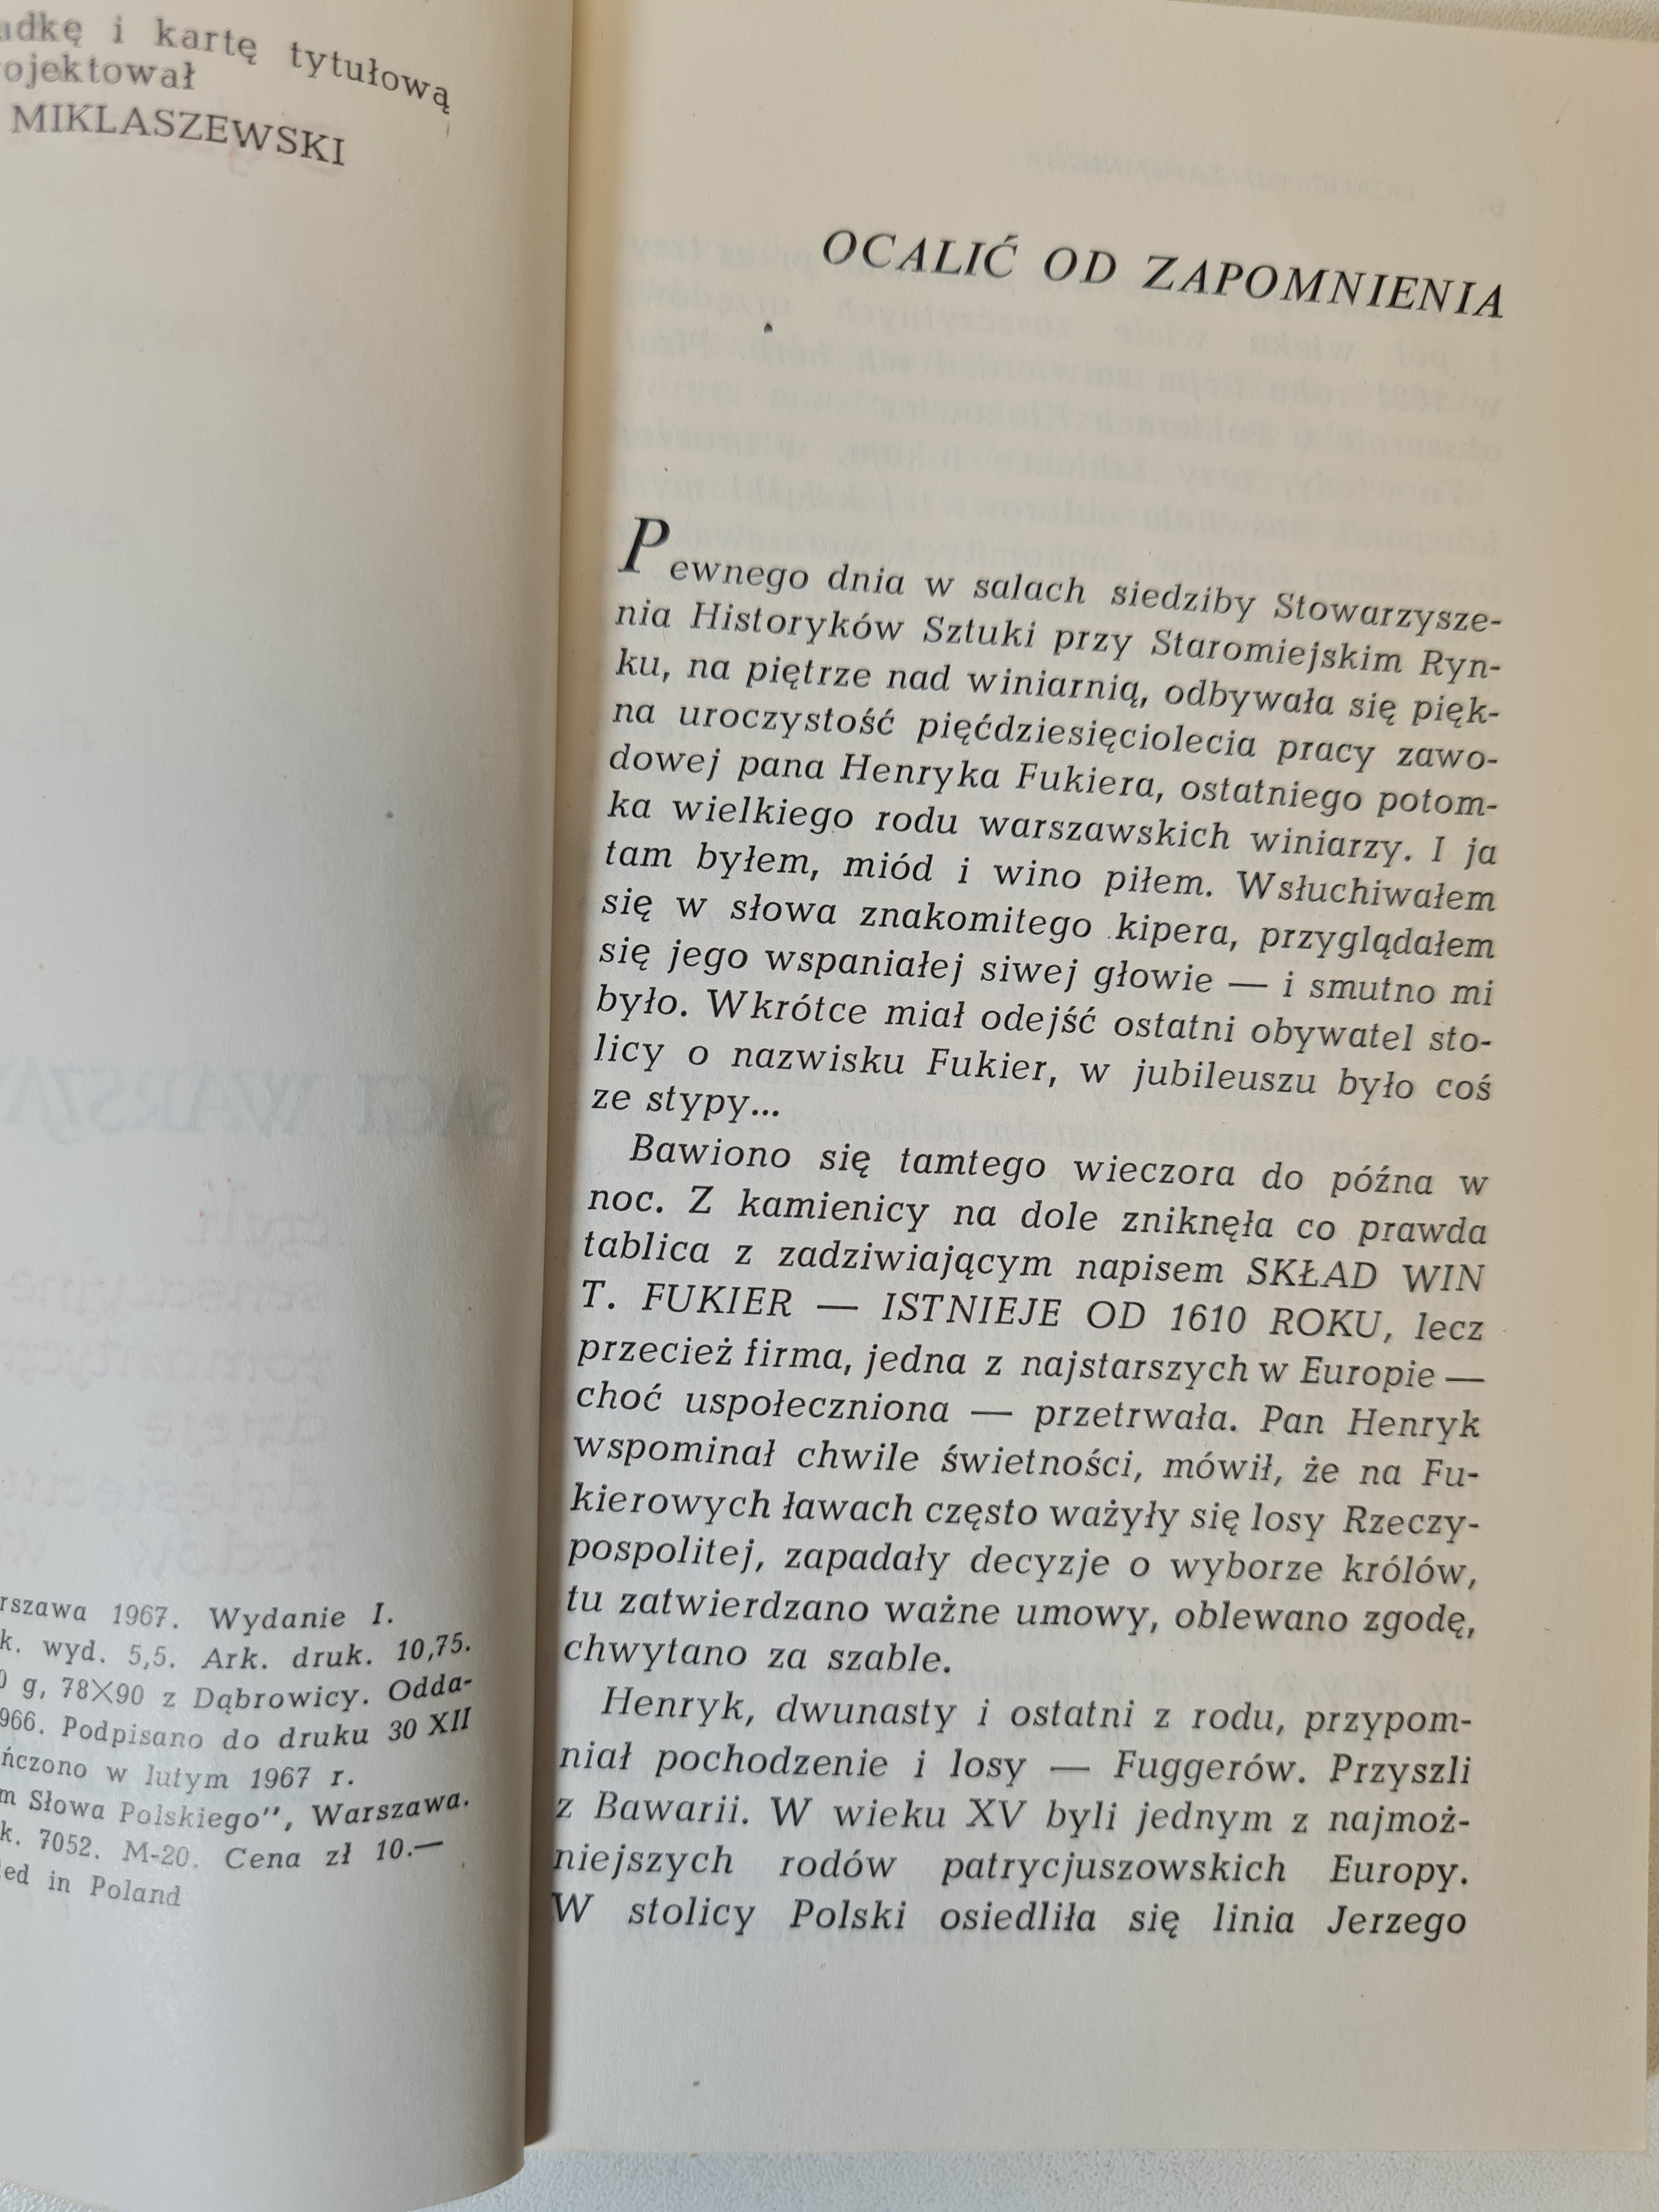 i kartę tytułową
MIKLASZEWSKI
1967. Wydanie I.
wyd. 5,5. Ark. druk. 10,75.
g, 78×90 z Dąbrowicy. Odda-
Podpisano do druku 30 XII
w lutym 1967 r.
Słowa Polskiego", Warszawa.
7052. M-20. Cena zł 10.—
in Poland
OCALIĆ OD ZAPOMNIENIA
Pewnego dnia w salach siedziby Stowarzysze-
nia Historyków Sztuki przy Staromiejskim Ryn-
ku, na piętrze nad winiarnią, odbywała się pięk-
na uroczystość pięćdziesięciolecia pracy zawo-
dowej pana Henryka Fukiera, ostatniego potom-
ka wielkiego rodu warszawskich winiarzy. I ja
tam byłem, miód i wino piłem. Wsłuchiwałem
się w słowa znakomitego kipera, przyglądałem
się jego wspaniałej siwej głowie — i smutno mi
było. Wkrótce miał odejść ostatni obywatel sto-
licy o nazwisku Fukier, w jubileuszu było coś
ze stypy...
Bawiono się tamtego wieczora do późna w
noc. Z kamienicy na dole zniknęła co prawda
tablica z zadziwiającym napisem SKŁAD WIN
T. FUKIER — ISTNIEJE OD 1610 ROKU, lecz
przecież firma, jedna z najstarszych w Europie —
choć uspołeczniona — przetrwała. Pan Henryk
wspominał chwile świetności, mówił, że na Fu-
kierowych ławach często ważyły się losy Rzeczy-
pospolitej, zapadały decyzje o wyborze królów,
tu zatwierdzano ważne umowy, oblewano zgodę,
chwytano za szable.
Henryk, dwunasty i ostatni z rodu, przypom-
niał pochodzenie i losy — Fuggerów. Przyszli
z Bawarii. W wieku XV byli jednym z najmoż-
niejszych rodów patrycjuszowskich Europy.
W stolicy Polski osiedliła się linia Jerzego